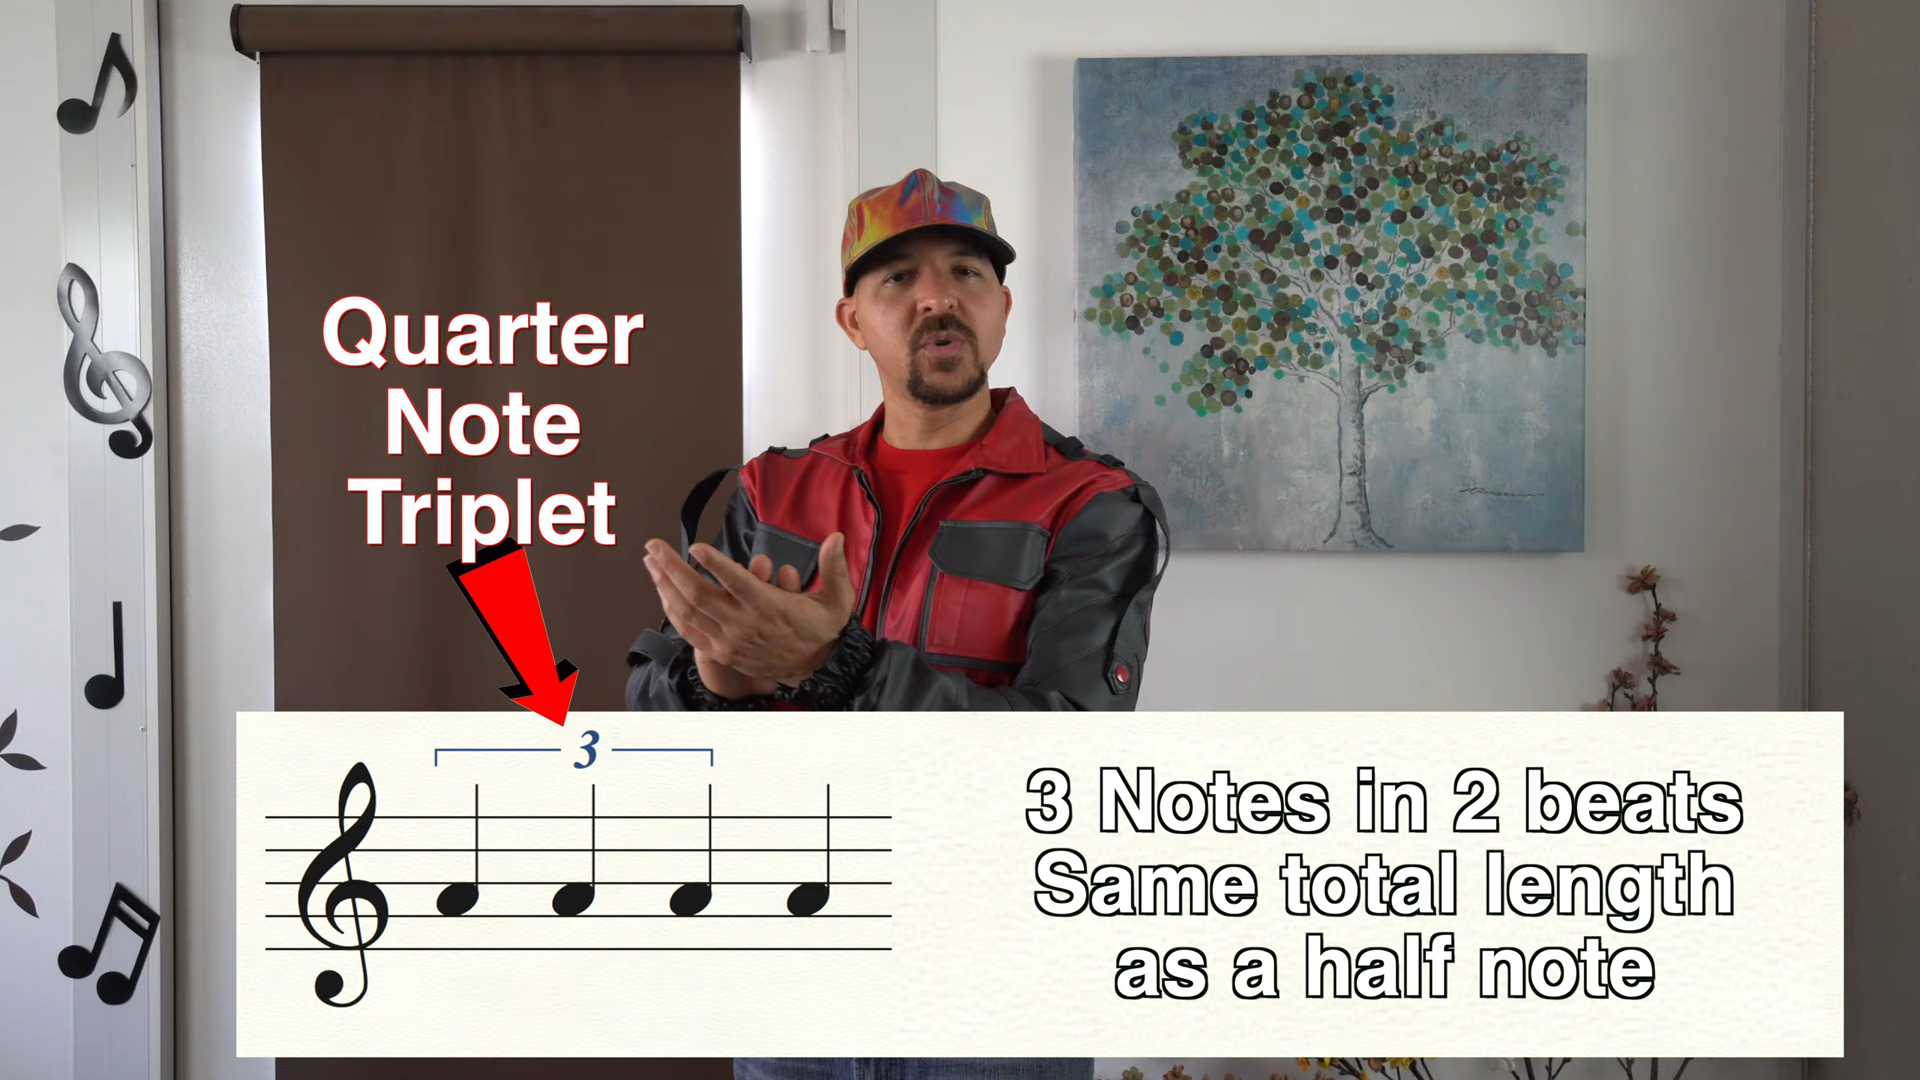 Quarter
Note
Triplet
3
3 Notes in 2 beats
Same total length
as a half note